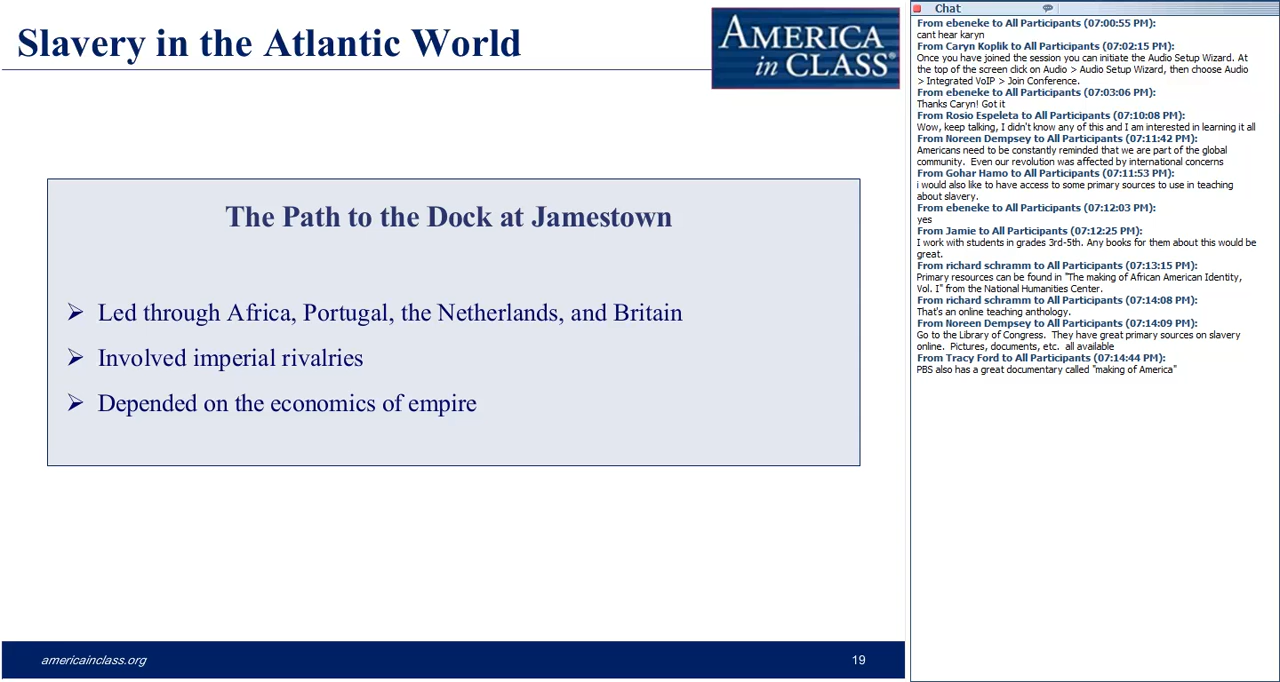 Slavery in the Atlantic World
AMERICA
in CLASS®
The Path to the Dock at Jamestown
➢ Led through Africa, Portugal, the Netherlands, and Britain
➢ Involved imperial rivalries
➢ Depended on the economics of empire
americainclass.org
19
Chat
From ebeneke to All Participants (07:00:55 PM):
cant hear karyn
From Caryn Koplik to All Participants (07:02:15 PM):
Once you have joined the session you can initiate the Audio Setup Wizard. At
the top of the screen click on Audio > Audio Setup Wizard, then choose Audio
> Integrated VoIP > Join Conference.
From ebeneke to All Participants (07:03:06 PM):
Thanks Caryn! Got it
From Rosio Espeleta to All Participants (07:10:08 PM):
Wow, keep talking, I didn't know any of this and I am interested in learning it all
From Noreen Dempsey to All Participants (07:11:42 PM):
Americans need to be constantly reminded that we are part of the global
community.  Even our revolution was affected by international concerns
From Gohar Hamo to All Participants (07:11:53 PM):
i would also like to have access to some primary sources to use in teaching
about slavery.
From ebeneke to All Participants (07:12:03 PM):
yes
From Jamie to All Participants (07:12:25 PM):
I work with students in grades 3rd-5th. Any books for them about this would be
great.
From richard schramm to All Participants (07:13:15 PM):
Primary resources can be found in "The making of African American Identity,
Vol. I" from the National Humanities Center.
From richard schramm to All Participants (07:14:08 PM):
That's an online teaching anthology.
From Noreen Dempsey to All Participants (07:14:09 PM):
Go to the Library of Congress.  They have great primary sources on slavery
online.  Pictures, documents, etc.  all available
From Tracy Ford to All Participants (07:14:44 PM):
PBS also has a great documentary called "making of America"